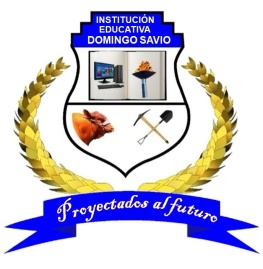 INSTITUCIÓN
EDUCATIVA
DOMINGO SAVIO
Proyectados al futuro